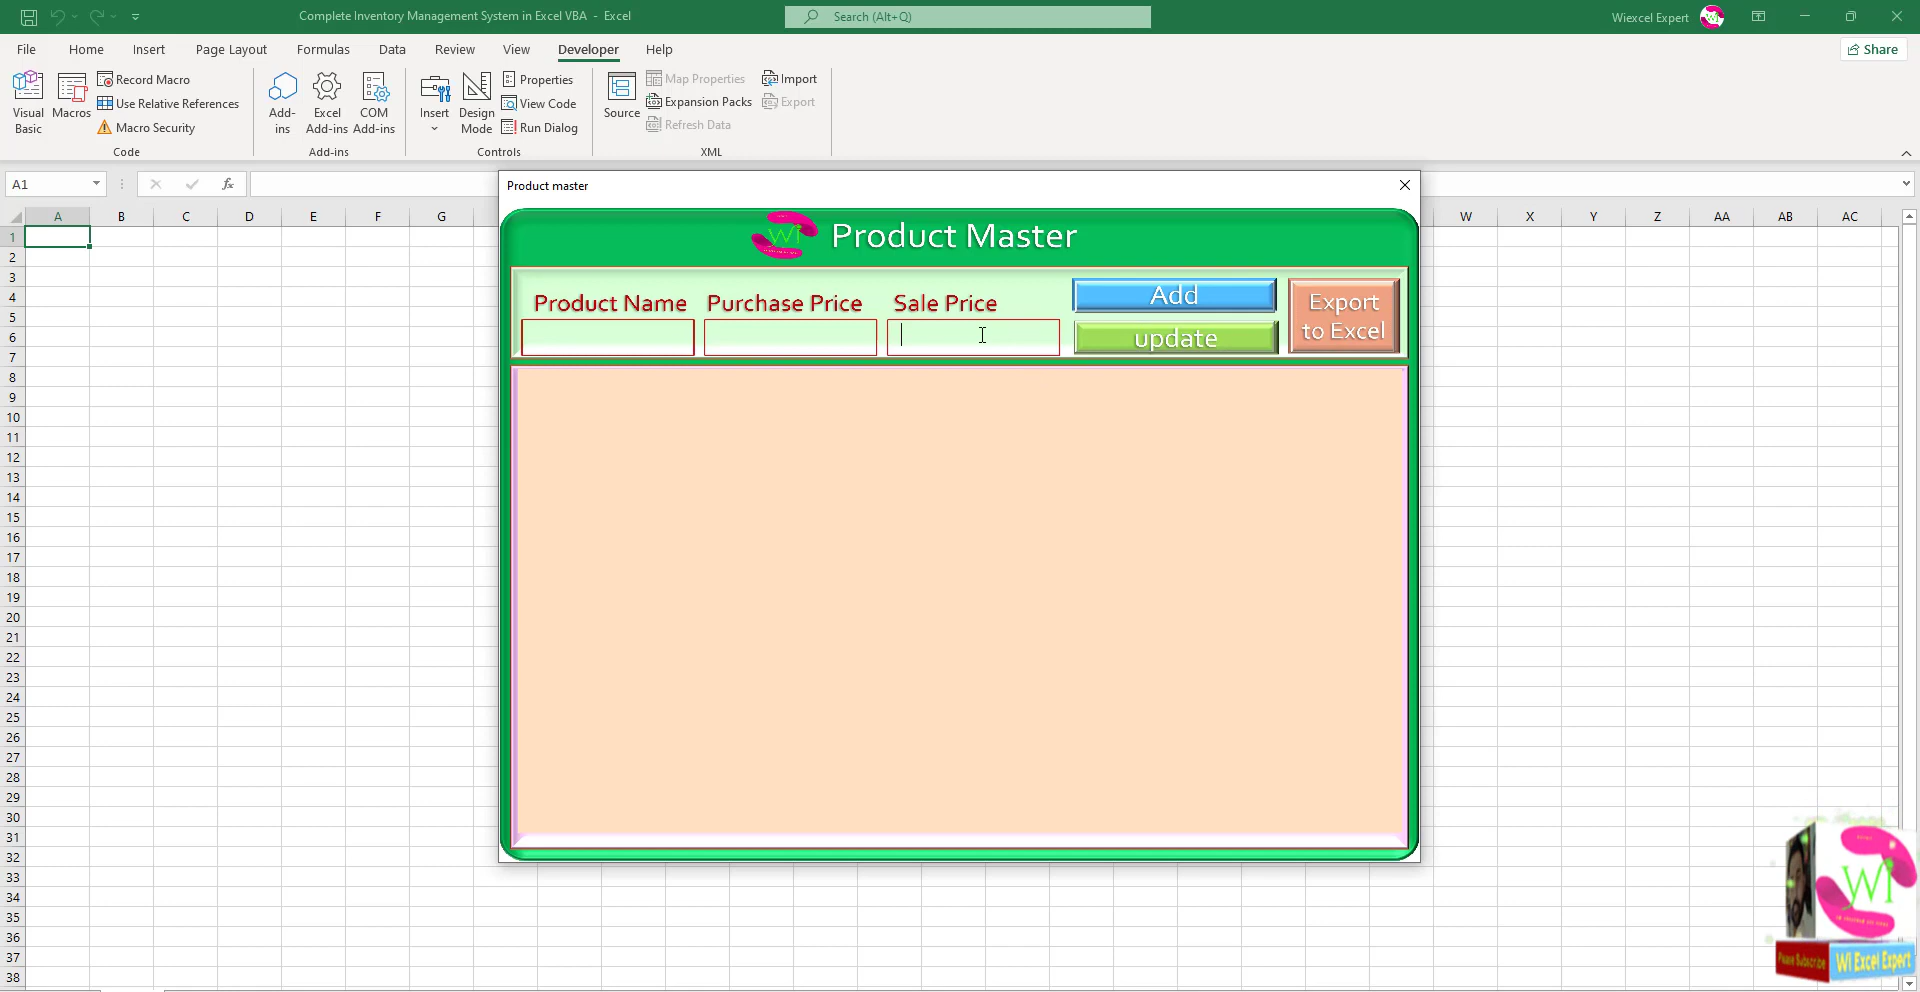 Complete Inventory Management System in Excel VBA - Excel
Search (Alt+Q)
Wiexcel Expert
File Home Insert Page Layout Formulas Data Review View Developer Help
Share
Visual Basic
Macros
Record Macro
Use Relative References
Macro Security
Code
Add-ins
Excel Add-ins
COM Add-ins
Add-ins
Insert
Design Mode
Properties
View Code
Run Dialog
Controls
Source
Map Properties
Expansion Packs
Refresh Data
Import
Export
XML
A1
fx
A B C D E F G W X Y Z AA AB AC
1
2
3
4
5
6
7
8
9
10
11
12
13
14
15
16
17
18
19
20
21
22
23
24
25
26
27
28
29
30
31
32
33
34
35
36
37
38
Product master
WI
Product Master
Product Name Purchase Price Sale Price
Add
update
Export
to Excel
WI
Please Subscribe
WI Excel Expert